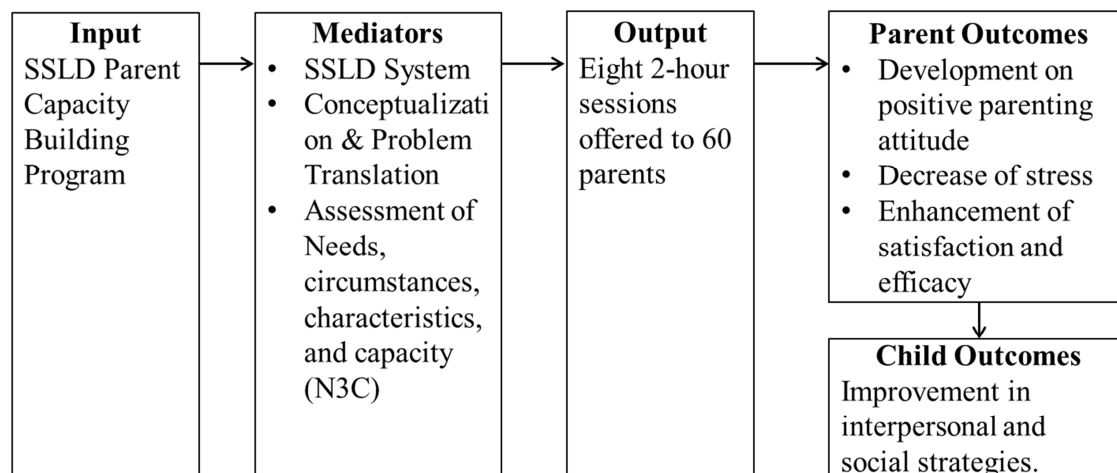 Input
SSLD Parent
Capacity
Building
Program
Mediators
• SSLD System
• Conceptualizati
on & Problem
Translation
• Assessment of
Needs,
circumstances,
characteristics,
and capacity
(N3C)
Output
Eight 2-hour
sessions
offered to 60
parents
Parent Outcomes
• Development on
positive parenting
attitude
• Decrease of stress
• Enhancement of
satisfaction and
efficacy
Child Outcomes
Improvement in
interpersonal and
social strategies.